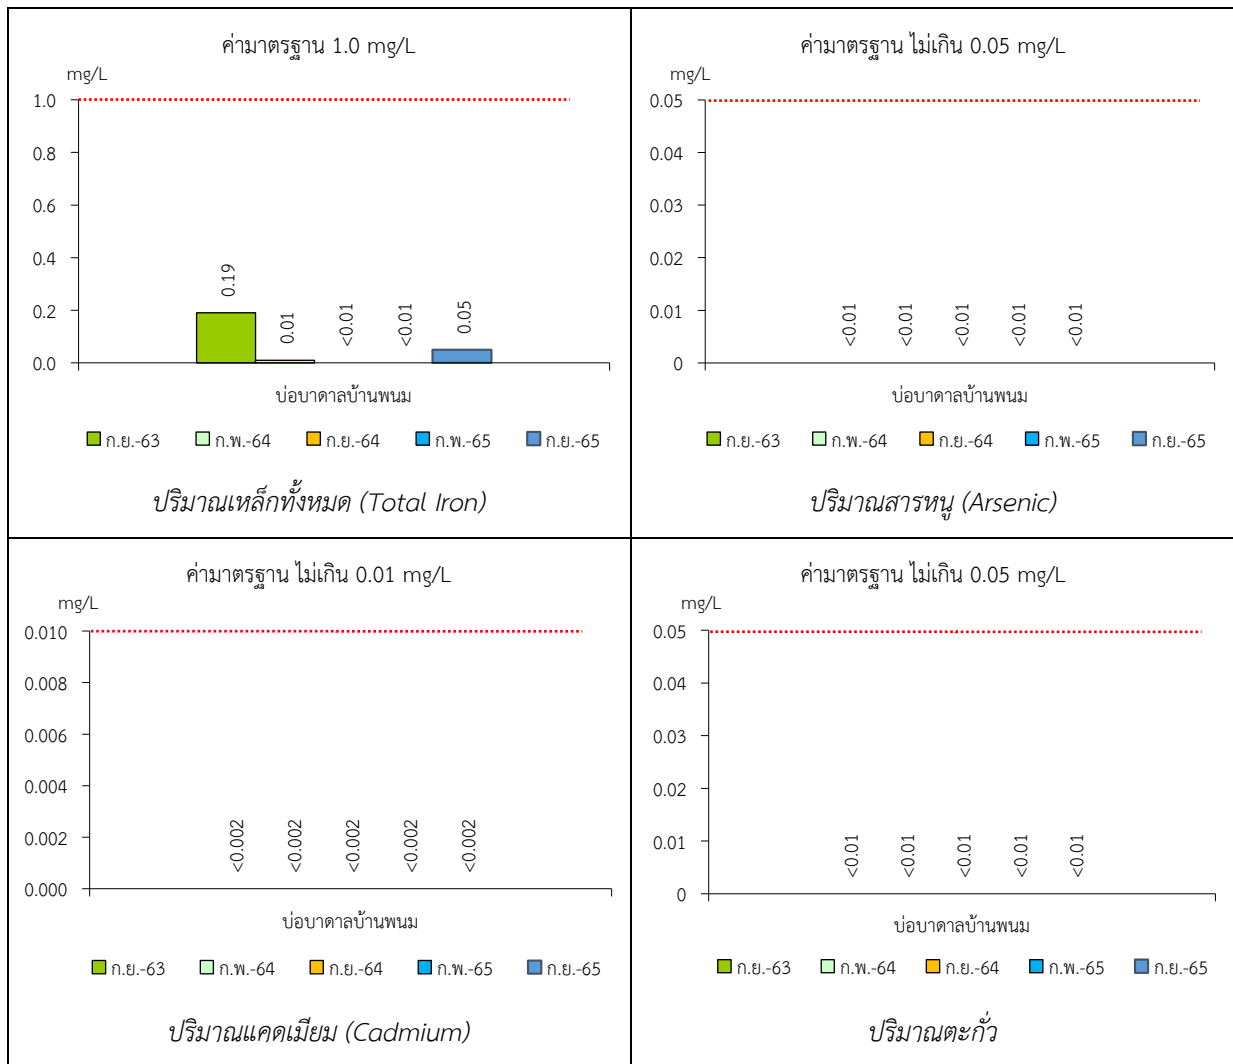 ค่ามาตรฐาน 1.0 mg/L
mg/L
1.0
0.8
0.6
0.4
0.2
0.0
0.19
0.01
<0.01
<0.01
0.05
บ่อบาดาลบ้านพนม
ก.ย.-63 ก.พ.-64 ก.ย.-64 ก.พ.-65 ก.ย.-65
ปริมาณเหล็กทั้งหมด (Total Iron)
ค่ามาตรฐาน ไม่เกิน 0.05 mg/L
mg/L
0.05
0.04
0.03
0.02
0.01
0
<0.01
<0.01
<0.01
<0.01
<0.01
บ่อบาดาลบ้านพนม
ก.ย.-63 ก.พ.-64 ก.ย.-64 ก.พ.-65 ก.ย.-65
ปริมาณสารหนู (Arsenic)
ค่ามาตรฐาน ไม่เกิน 0.01 mg/L
mg/L
0.010
0.008
0.006
0.004
0.002
0.000
<0.002
<0.002
<0.002
<0.002
<0.002
บ่อบาดาลบ้านพนม
ก.ย.-63 ก.พ.-64 ก.ย.-64 ก.พ.-65 ก.ย.-65
ปริมาณแคดเมียม (Cadmium)
ค่ามาตรฐาน ไม่เกิน 0.05 mg/L
mg/L
0.05
0.04
0.03
0.02
0.01
0
<0.01
<0.01
<0.01
<0.01
<0.01
บ่อบาดาลบ้านพนม
ก.ย.-63 ก.พ.-64 ก.ย.-64 ก.พ.-65 ก.ย.-65
ปริมาณตะกั่ว